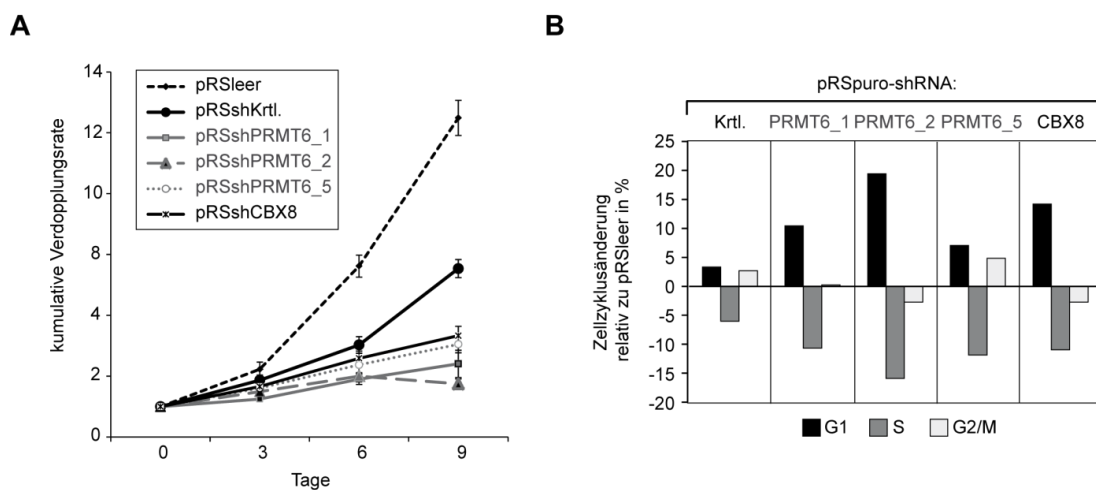 A
kumulative Verdopplungsrate
14
12
10
8
4
2
0
pRSleer
pRSshKrtl.
pRSshPRMT6_1
pRSshPRMT6_2
pRSshPRMT6_5
pRSshCBX8
0 3 6 9
Tage
B
pRSpuro-shRNA:
Krtl. PRMT6_1 PRMT6_2 PRMT6_5 CBX8
Zellzyklusänderung
relativ zu pRSleer in %
25
20
15
10
5
0
-5
-10
-15
-20
G1 S G2/M